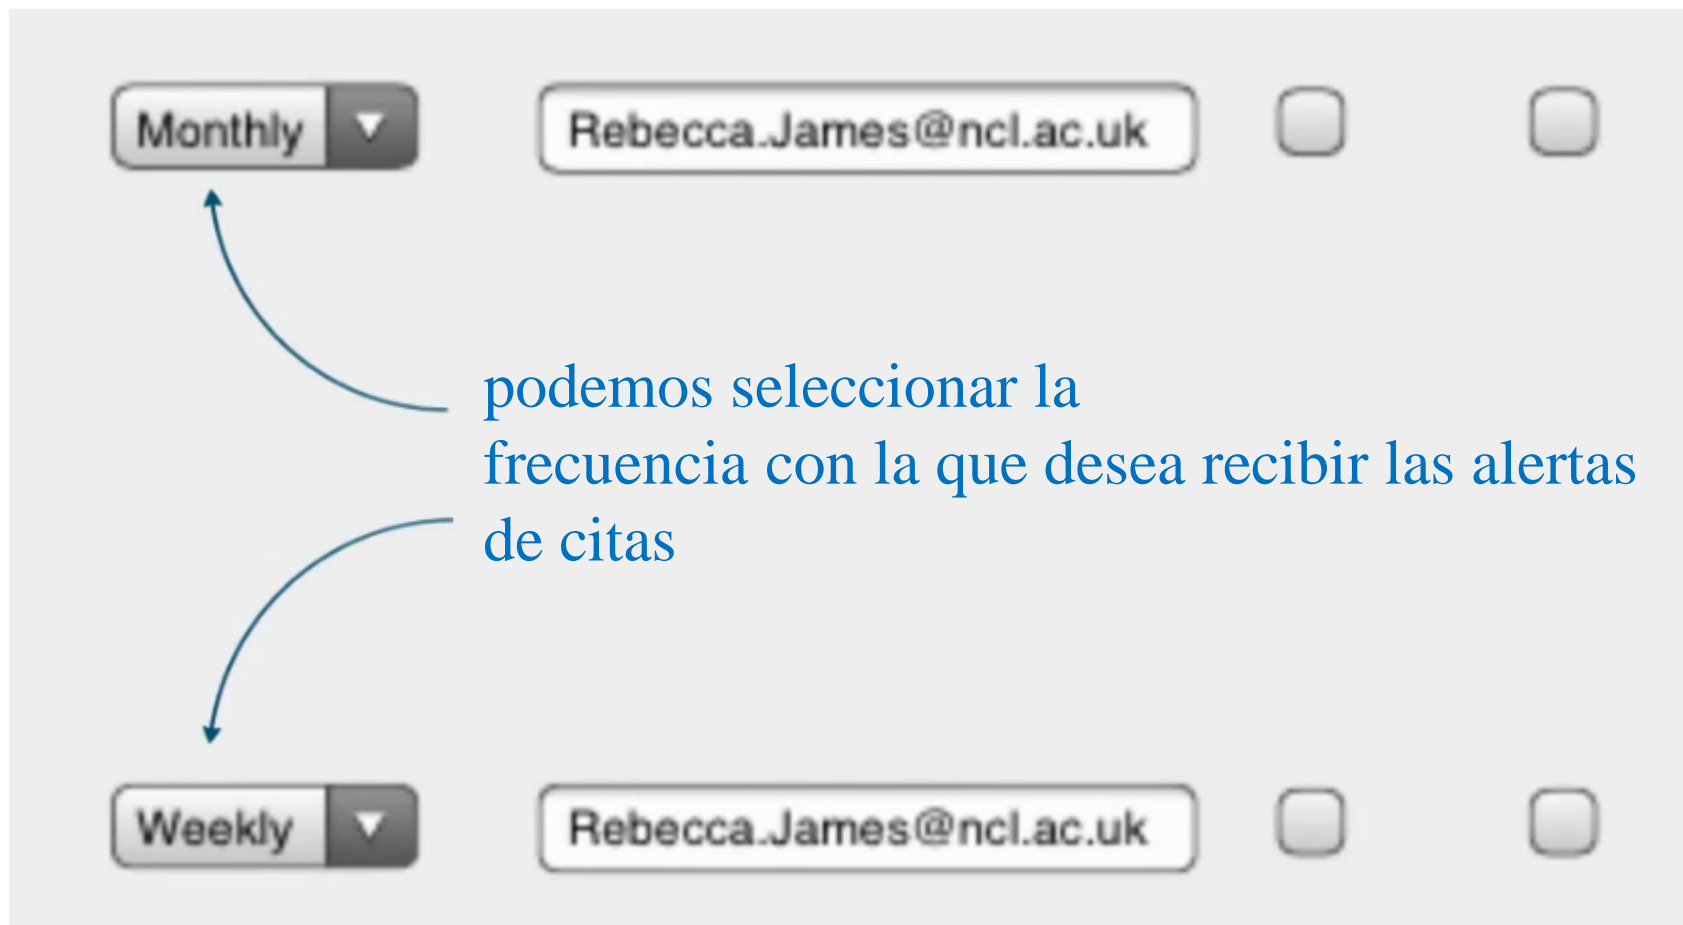 Monthly Rebecca.James@ncl.ac.uk
podemos seleccionar la
frecuencia con la que desea recibir las alertas
de citas
Weekly Rebecca.James@ncl.ac.uk